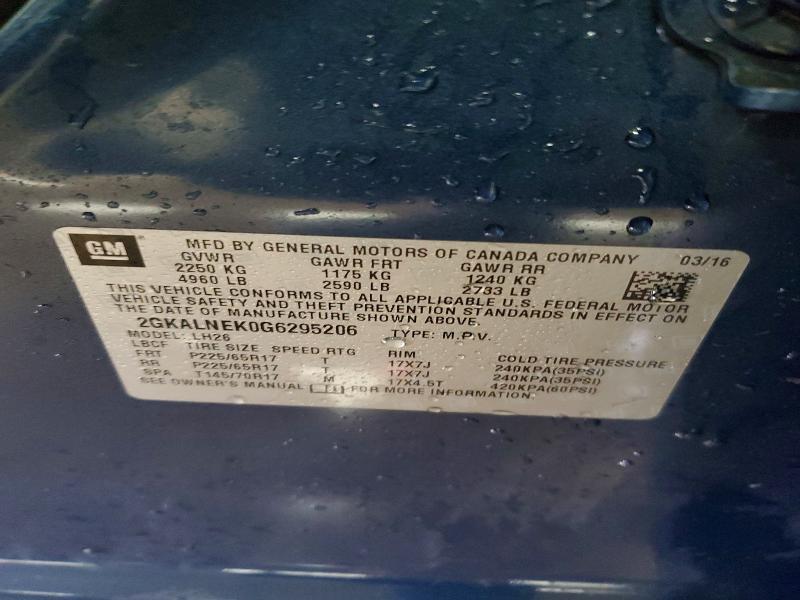 GM MFD BY GENERAL MOTORS OF CANADA COMPANY 03/16
GVWR GAWR FRT GAWR RR
2250 KG 1175 KG 1240 KG
4960 LB 2590 LB 2733 LB
THIS VEHICLE CONFORMS TO ALL APPLICABLE U.S. FEDERAL MOTOR
VEHICLE SAFETY AND THEFT PREVENTION STANDARDS IN EFFECT ON
THE DATE OF MANUFACTURE SHOWN ABOVE.
2GKALNEK0G6295206 TYPE: M.P.V.
MODEL: LH26
LBCF TIRE SIZE SPEED RTG RIM COLD TIRE PRESSURE
FRT P225/65R17 T 17X7J 240KPA(35PSI)
RR P225/65R17 T 17X7J 240KPA(35PSI)
SPA T145/70R17 M 17X4.5T 420KPA(60PSI)
SEE OWNER'S MANUAL FOR MORE INFORMATION.